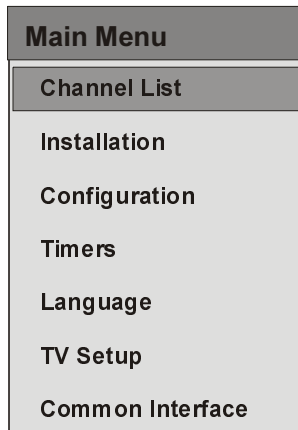 Main Menu
Channel List
Installation
Configuration
Timers
Language
TV Setup
Common Interface